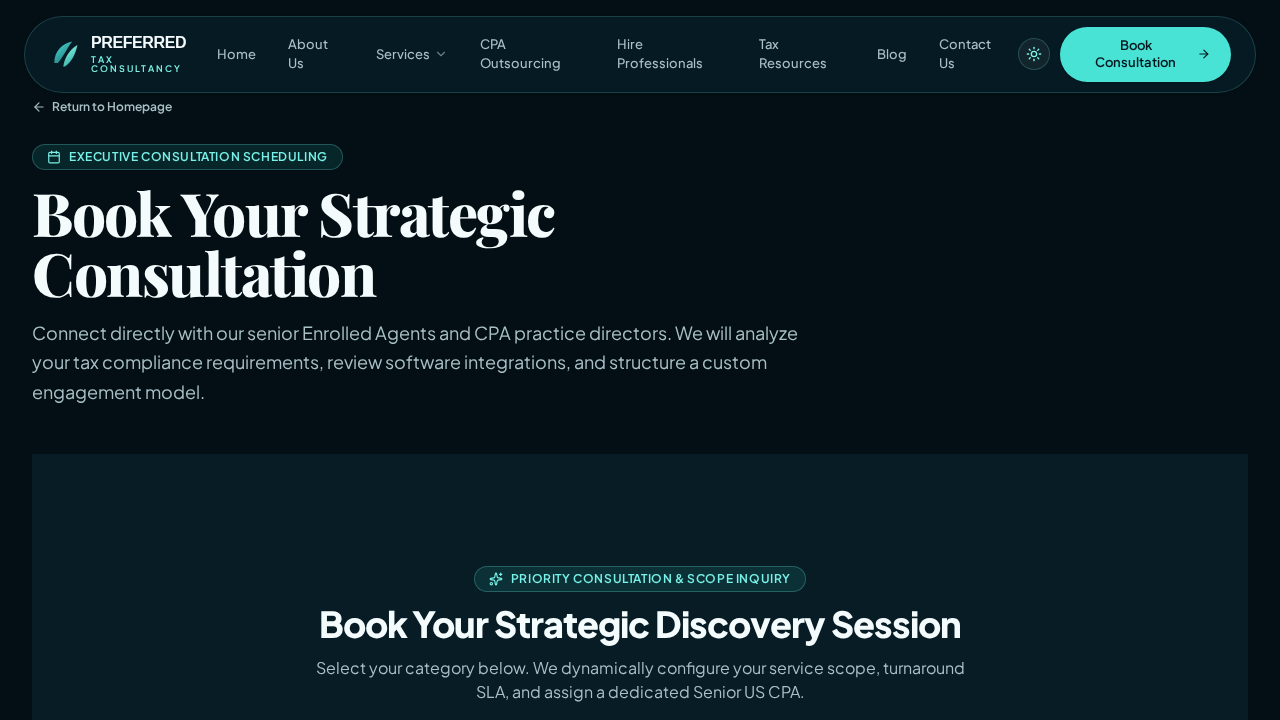 PREFERRED
TAX
CONSULTANCY
Home
About
Us
Services
CPA
Outsourcing
Hire
Professionals
Tax
Resources
Blog
Contact
Us
Book
Consultation
Return to Homepage
EXECUTIVE CONSULTATION SCHEDULING
Book Your Strategic
Consultation
Connect directly with our senior Enrolled Agents and CPA practice directors. We will analyze
your tax compliance requirements, review software integrations, and structure a custom
engagement model.
PRIORITY CONSULTATION & SCOPE INQUIRY
Book Your Strategic Discovery Session
Select your category below. We dynamically configure your service scope, turnaround
SLA, and assign a dedicated Senior US CPA.